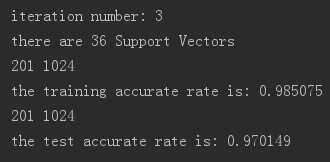 iteration number: 3
there are 36 Support Vectors
201 1024
the training accurate rate is: 0.985075
201 1024
the test accurate rate is: 0.970149